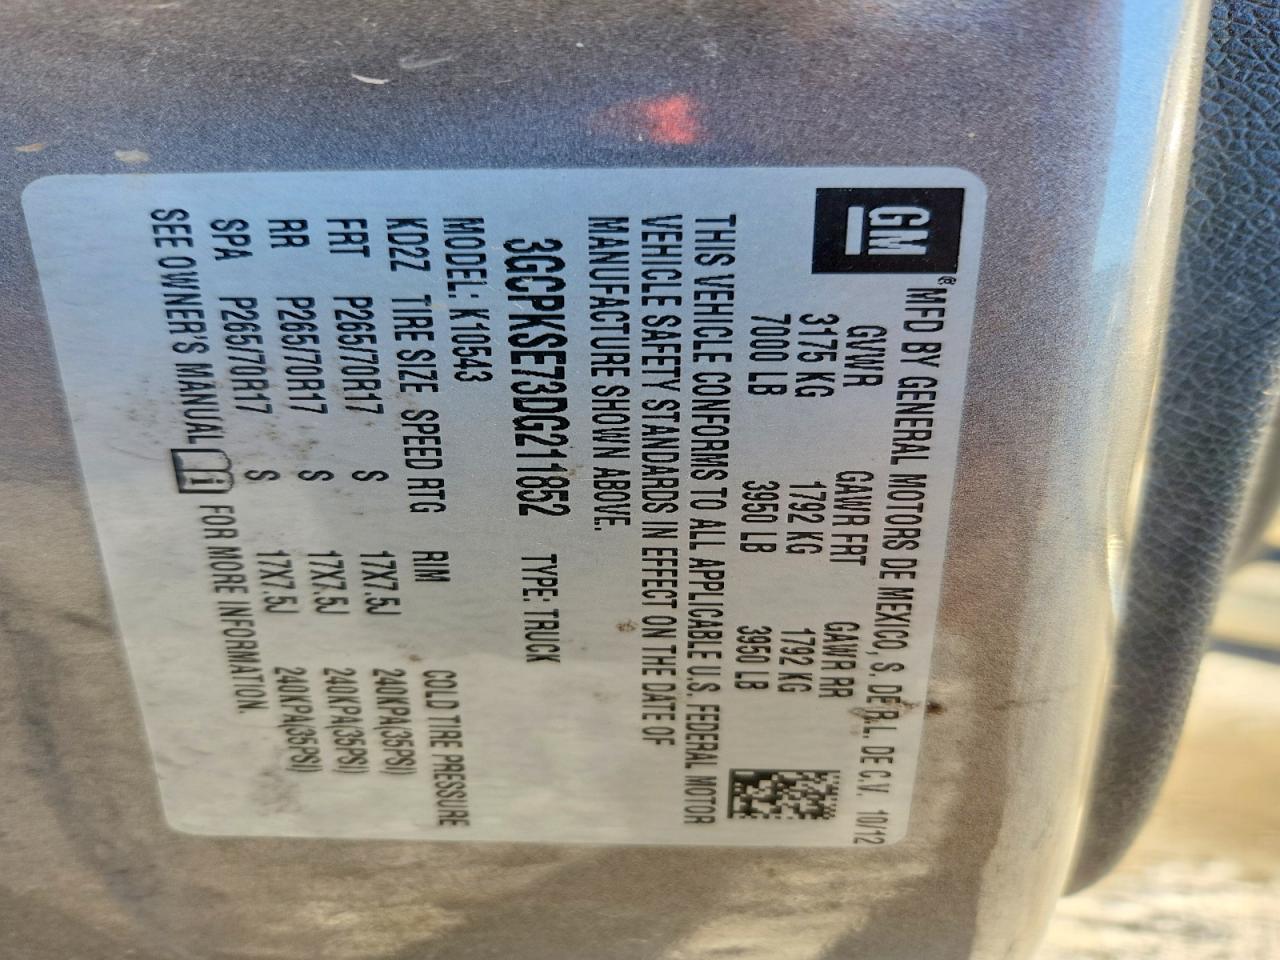 GM
®MFD BY GENERAL MOTORS DE MEXICO, S. DE R.L. DE C.V. 10/12
GVWR GAWR FRT GAWR RR
3175 KG 1792 KG 1792 KG
7000 LB 3950 LB 3950 LB
THIS VEHICLE CONFORMS TO ALL APPLICABLE U.S. FEDERAL MOTOR
VEHICLE SAFETY STANDARDS IN EFFECT ON THE DATE OF
MANUFACTURE SHOWN ABOVE.
3GCPKSE73DG211852 TYPE: TRUCK
MODEL: K10543
KD2Z TIRE SIZE SPEED RTG RIM COLD TIRE PRESSURE
FRT P265/70R17 S 17X7.5J 240KPA(35PSI)
RR P265/70R17 S 17X7.5J 240KPA(35PSI)
SPA P265/70R17 S 17X7.5J 240KPA(35PSI)
SEE OWNER'S MANUAL i FOR MORE INFORMATION.